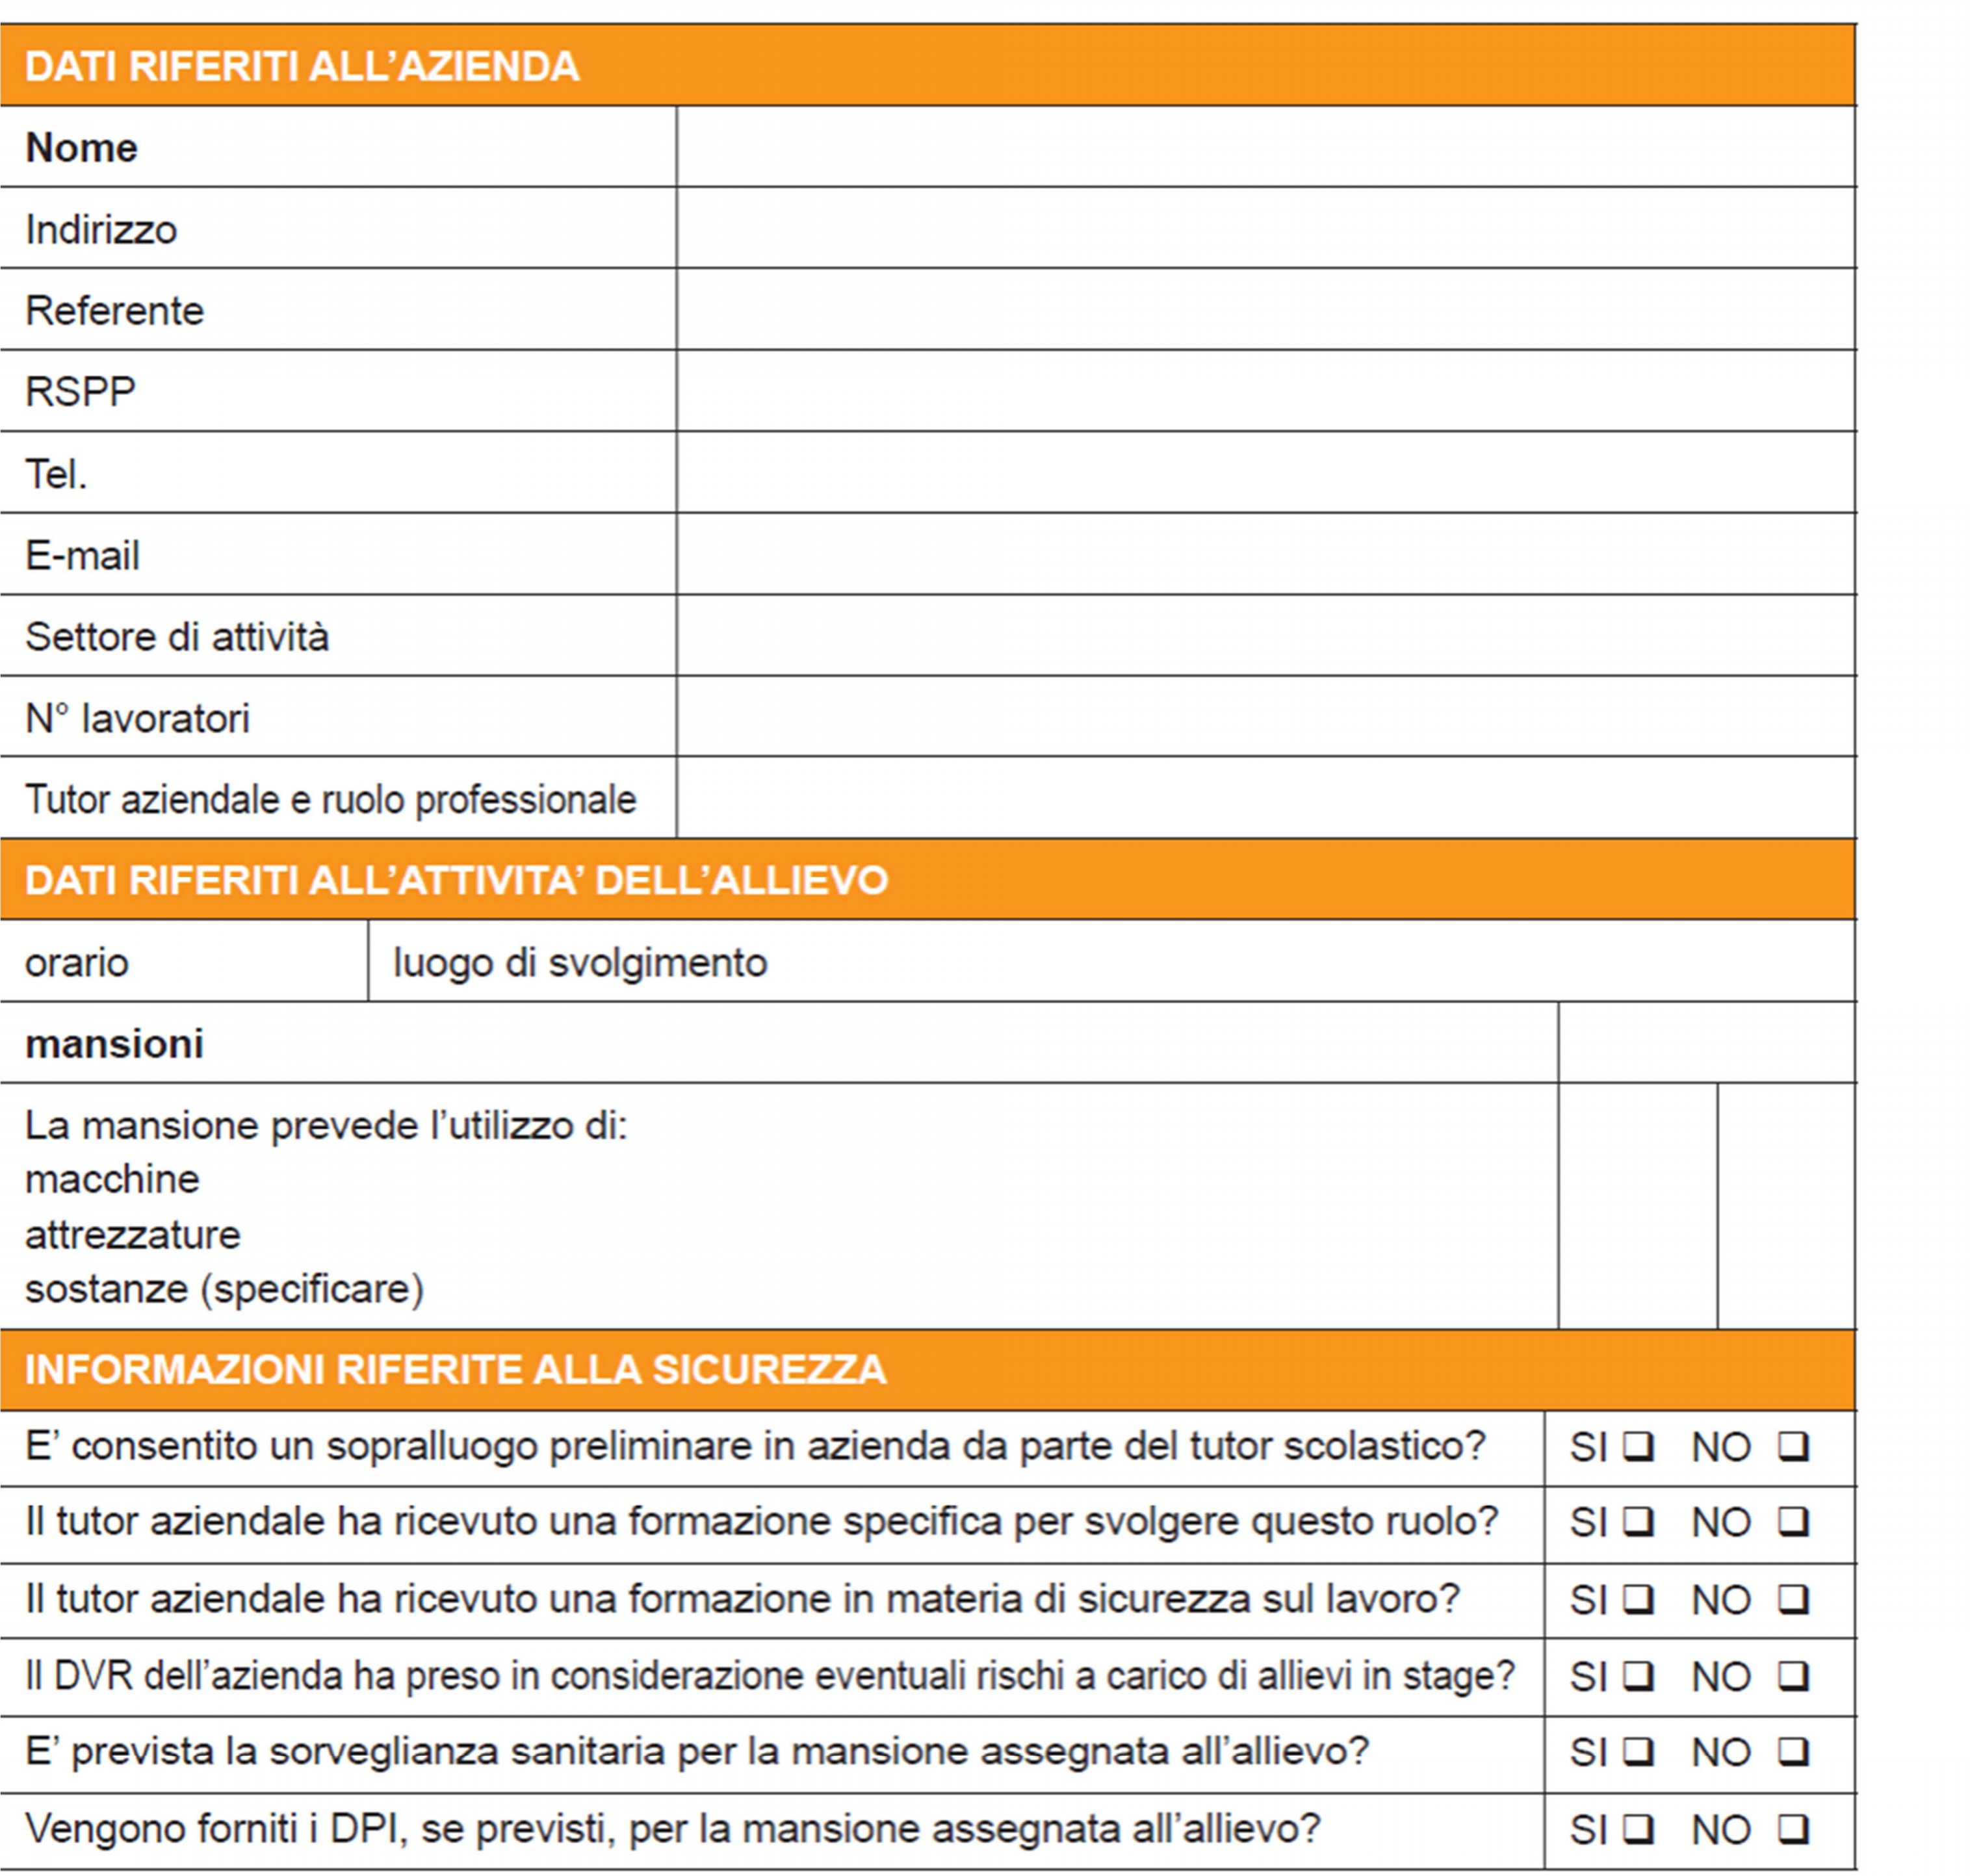 DATI RIFERITI ALL’AZIENDA
Nome
Indirizzo
Referente
RSPP
Tel.
E-mail
Settore di attività
N° lavoratori
Tutor aziendale e ruolo professionale
DATI RIFERITI ALL’ATTIVITA’ DELL’ALLIEVO
orario luogo di svolgimento
mansioni
La mansione prevede l’utilizzo di:
macchine
attrezzature
sostanze (specificare)
INFORMAZIONI RIFERITE ALLA SICUREZZA
E’ consentito un sopralluogo preliminare in azienda da parte del tutor scolastico? SI ❑ NO ❑
Il tutor aziendale ha ricevuto una formazione specifica per svolgere questo ruolo? SI ❑ NO ❑
Il tutor aziendale ha ricevuto una formazione in materia di sicurezza sul lavoro? SI ❑ NO ❑
Il DVR dell’azienda ha preso in considerazione eventuali rischi a carico di allievi in stage? SI ❑ NO ❑
E’ prevista la sorveglianza sanitaria per la mansione assegnata all’allievo? SI ❑ NO ❑
Vengono forniti i DPI, se previsti, per la mansione assegnata all’allievo? SI ❑ NO ❑